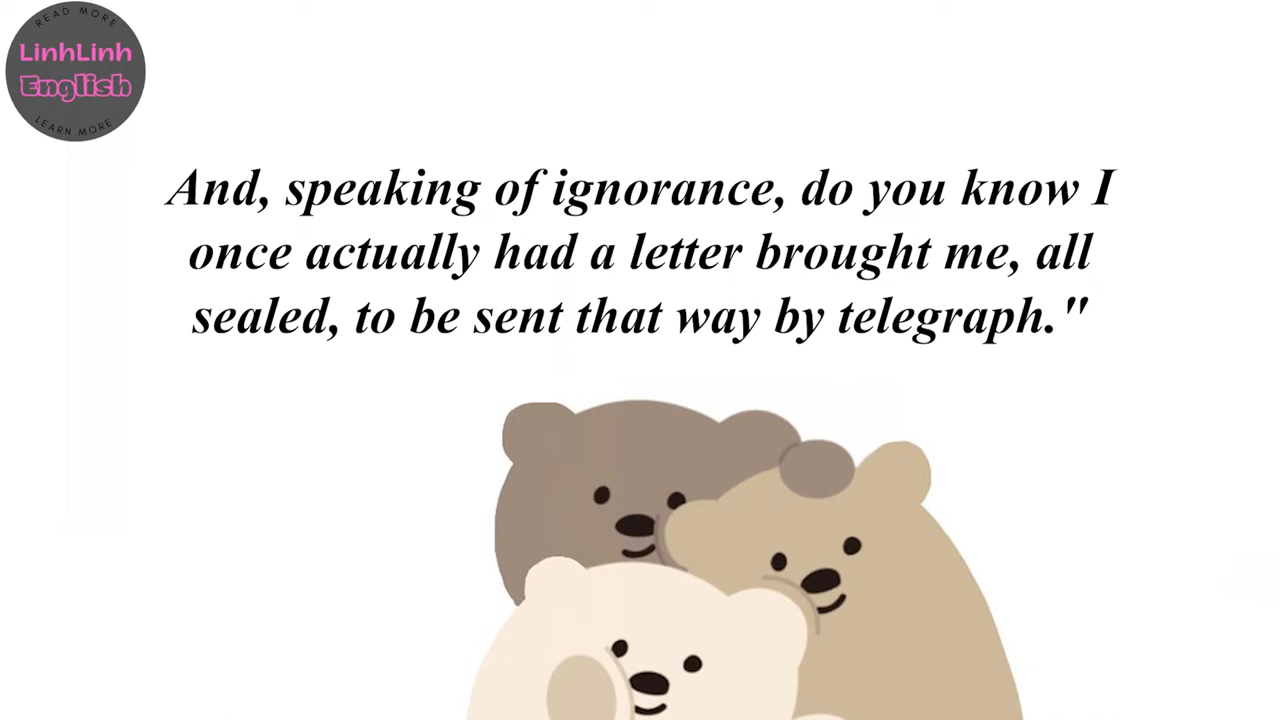 READ MORE
LinhLinh
English
LEARN MORE
And, speaking of ignorance, do you know I
once actually had a letter brought me, all
sealed, to be sent that way by telegraph."